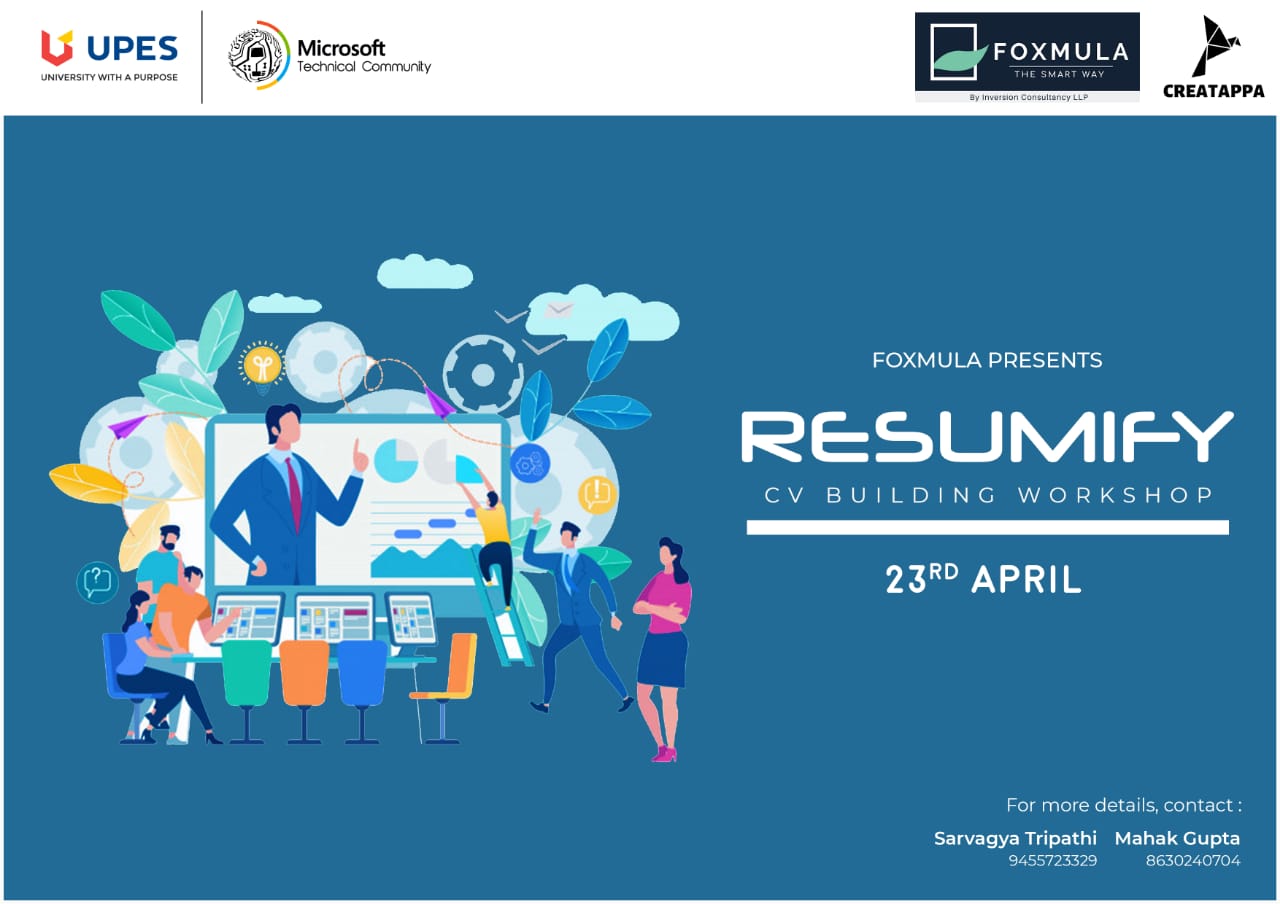 UPES
UNIVERSITY WITH A PURPOSE
Microsoft
Technical Community
FOXMULA
THE SMART WAY
By Inversion Consultancy LLP
CREATAPPA
FOXMULA PRESENTS
RESUMIFY
CV BUILDING WORKSHOP
23RD APRIL
For more details, contact :
Sarvagya Tripathi Mahak Gupta
9455723329 8630240704